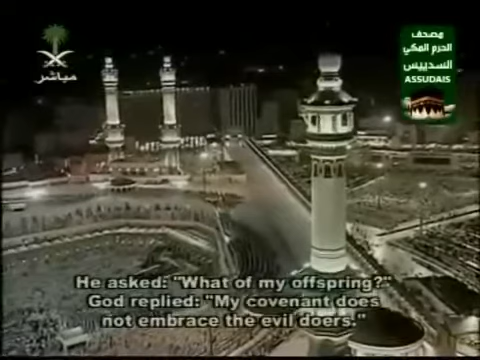 مباشر
مصحف
الحرم المكي
السديس
ASSUDAIS
He asked: "What of my offspring?"
God replied: "My covenant does
not embrace the evil doers."